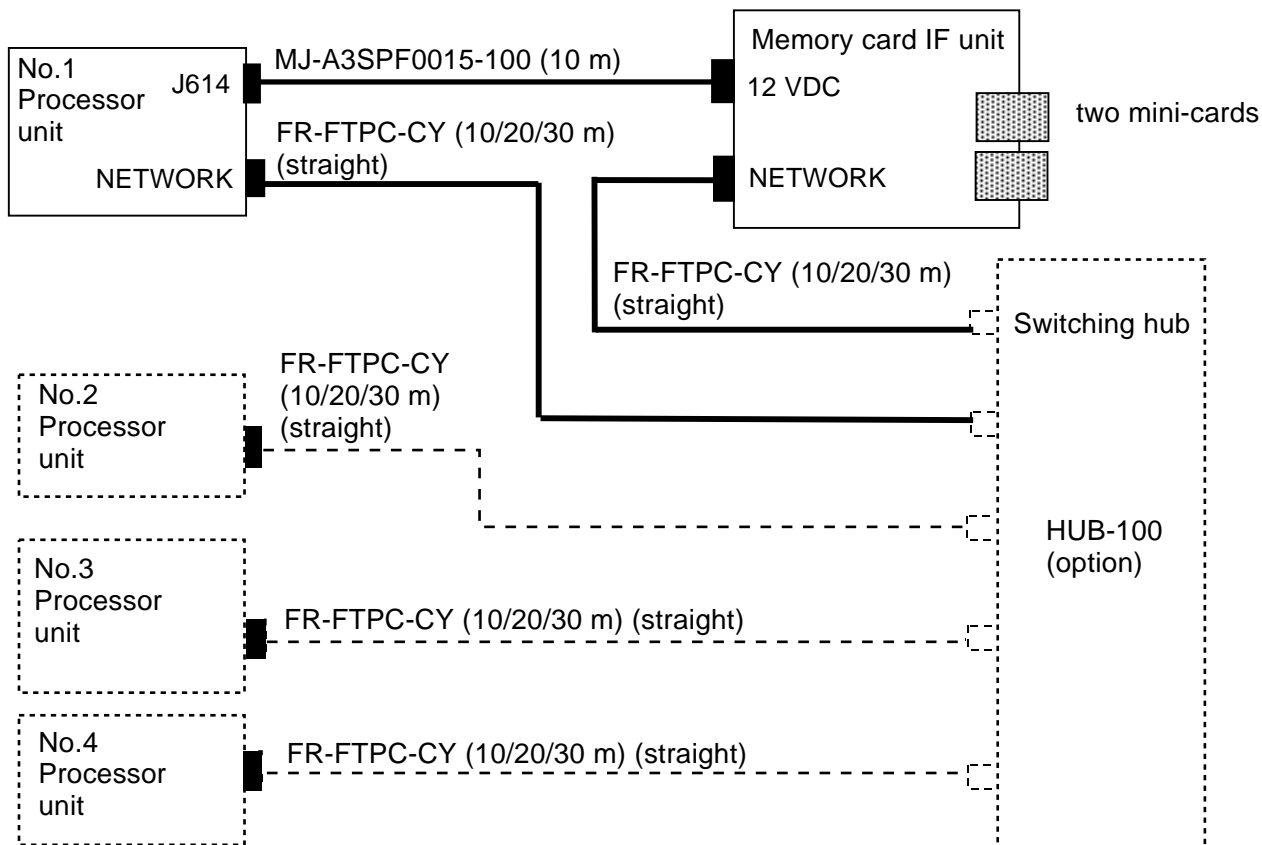 No.1
Processor
unit
J614
NETWORK
MJ-A3SPF0015-100 (10 m)
FR-FTPC-CY (10/20/30 m)
(straight)
Memory card IF unit
12 VDC
NETWORK
two mini-cards
FR-FTPC-CY (10/20/30 m)
(straight)
Switching hub
HUB-100
(option)
No.2
Processor
unit
FR-FTPC-CY
(10/20/30 m)
(straight)
No.3
Processor
unit
FR-FTPC-CY (10/20/30 m) (straight)
No.4
Processor
unit
FR-FTPC-CY (10/20/30 m) (straight)